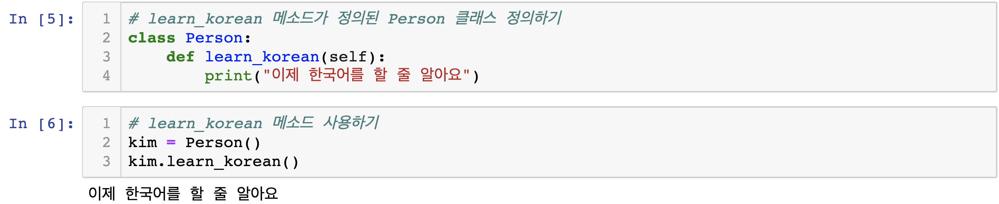 In [5]:
1 # learn_korean 메소드가 정의된 Person 클래스 정의하기
2 class Person:
3     def learn_korean(self):
4         print("이제 한국어를 할 줄 알아요")
In [6]:
1 # learn_korean 메소드 사용하기
2 kim = Person()
3 kim.learn_korean()
이제 한국어를 할 줄 알아요